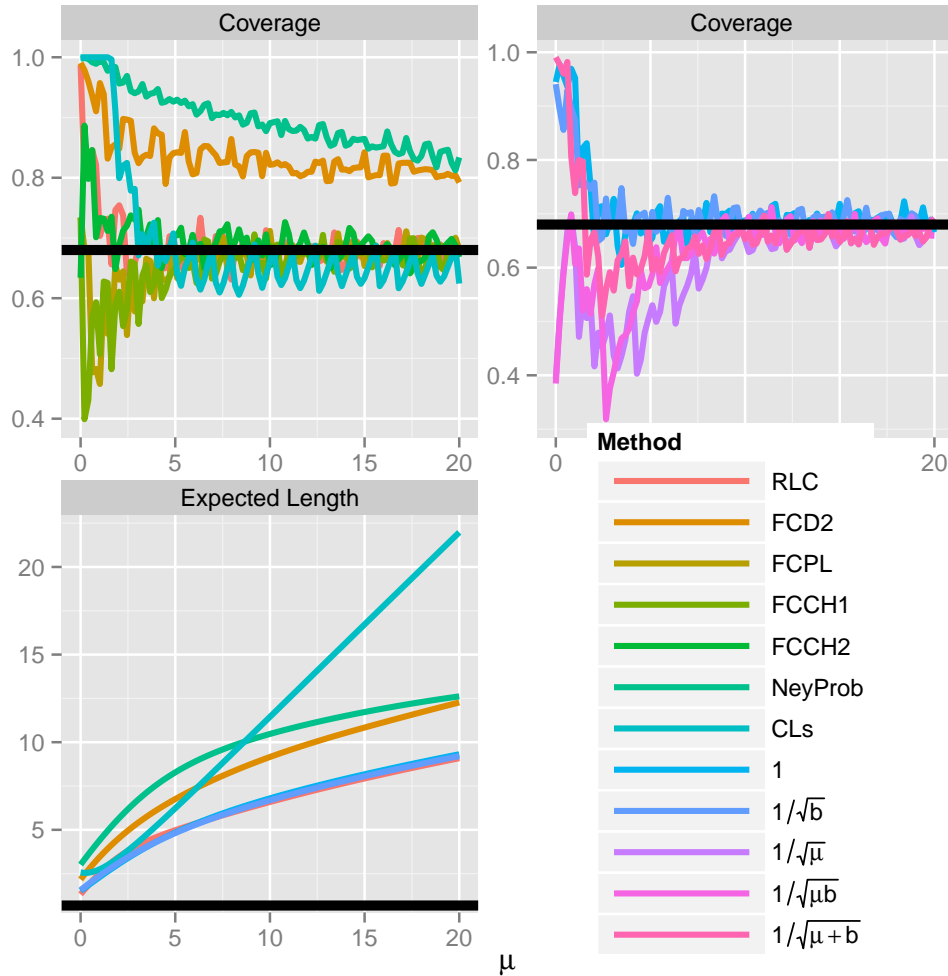 Coverage
1.0
0.8
0.6
0.4
0 5 10 15 20
Coverage
1.0
0.8
0.6
0.4
0 20
Expected Length
20
15
10
5
0 5 10 15 20
μ
Method
RLC
FCD2
FCPL
FCCH1
FCCH2
NeyProb
CLs
1
1/√b
1/√μ
1/√μb
1/√μ + b